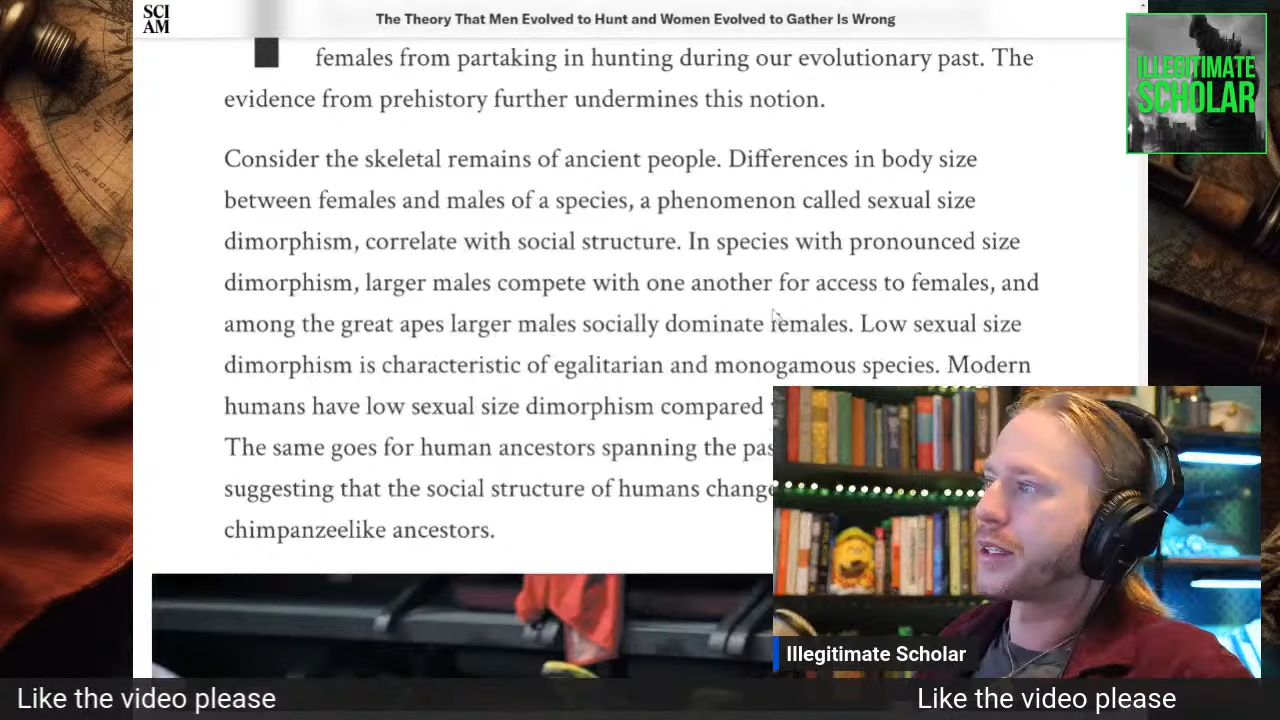 SCI
AM
The Theory That Men Evolved to Hunt and Women Evolved to Gather Is Wrong
ILLEGITIMATE
SCHOLAR
females from partaking in hunting during our evolutionary past. The
evidence from prehistory further undermines this notion.
Consider the skeletal remains of ancient people. Differences in body size
between females and males of a species, a phenomenon called sexual size
dimorphism, correlate with social structure. In species with pronounced size
dimorphism, larger males compete with one another for access to females, and
among the great apes larger males socially dominate females. Low sexual size
dimorphism is characteristic of egalitarian and monogamous species. Modern
humans have low sexual size dimorphism compared
The same goes for human ancestors spanning the pas
suggesting that the social structure of humans change
chimpanzeelike ancestors.
Illegitimate Scholar
Like the video please
Like the video please